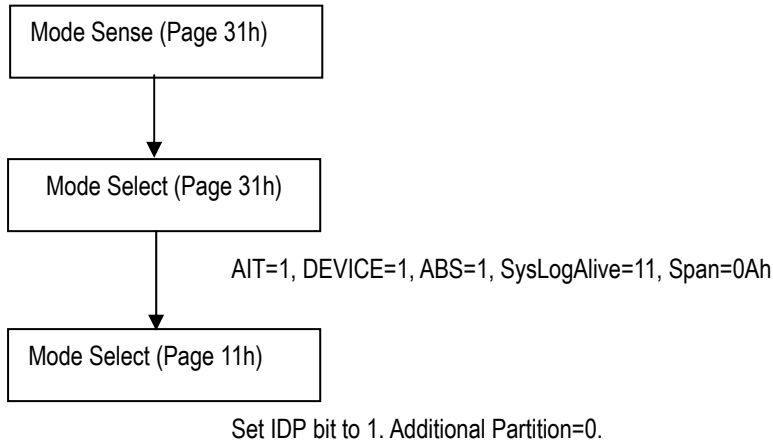 Mode Sense (Page 31h)
Mode Select (Page 31h)
AIT=1, DEVICE=1, ABS=1, SysLogAlive=11, Span=0Ah
Mode Select (Page 11h)
Set IDP bit to 1. Additional Partition=0.